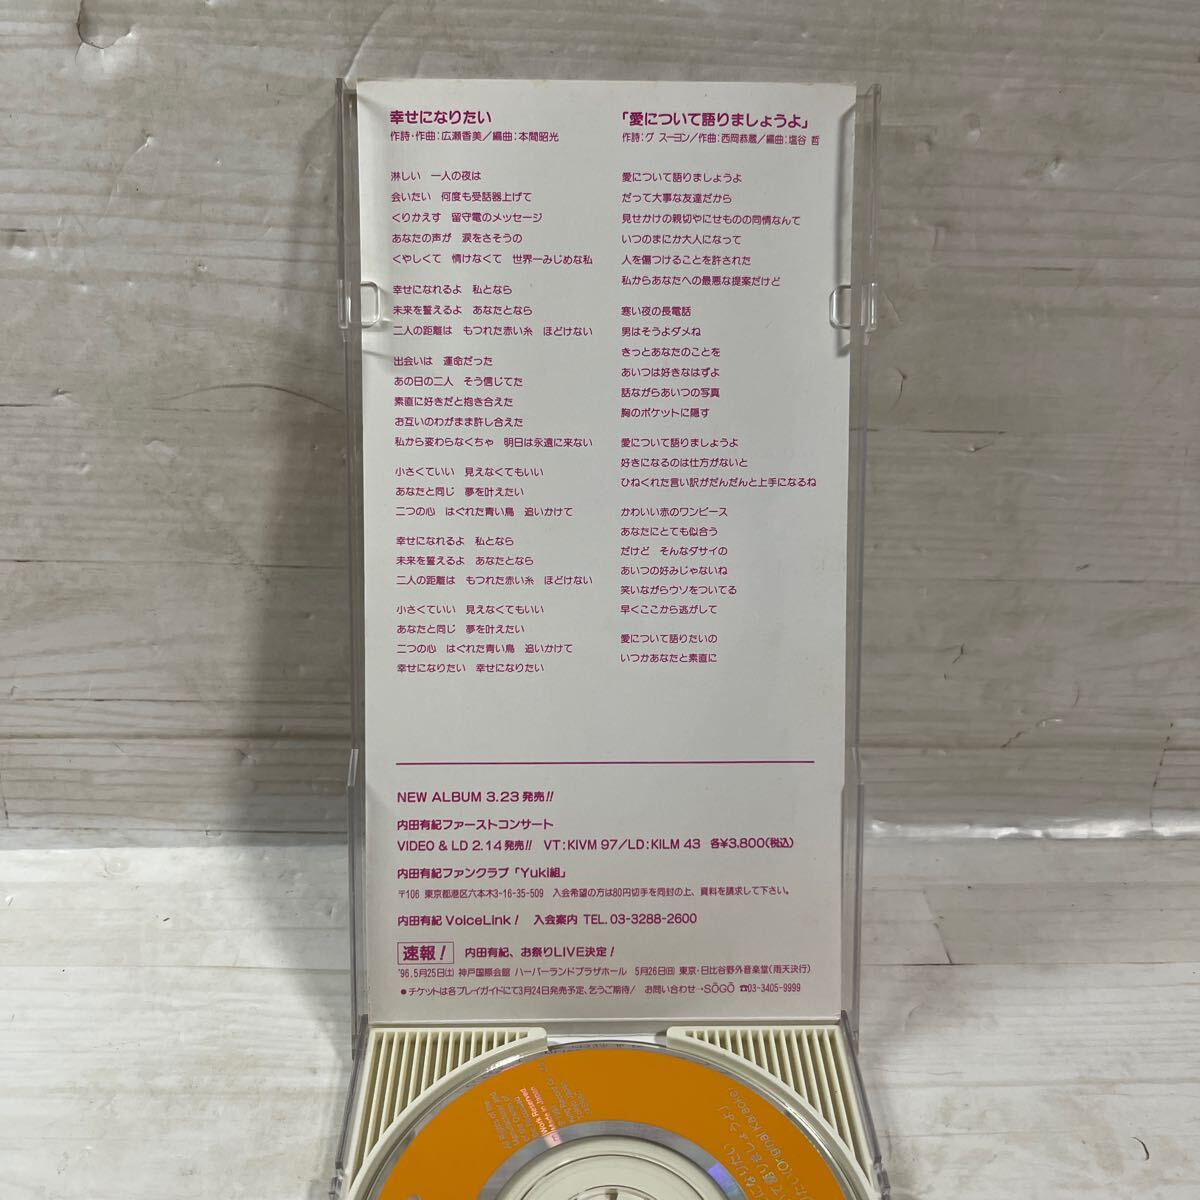 幸せになりたい
作詩・作曲:広瀬香美/編曲:本間昭光
淋しい　一人の夜は
会いたい　何度も受話器上げて
くりかえす　留守電のメッセージ
あなたの声が　涙をさそうの
くやしくて　情けなくて　世界一みじめな私
幸せになれるよ　私となら
未来を誓えるよ　あなたとなら
二人の距離は　もつれた赤い糸　ほどけない
出会いは　運命だった
あの日の二人　そう信じてた
素直に好きだと抱き合えた
お互いのわがまま許し合えた
私から変わらなくちゃ　明日は永遠に来ない
小さくていい　見えなくてもいい
あなたと同じ　夢を叶えたい
二つの心　はぐれた青い鳥　追いかけて
幸せになれるよ　私となら
未来を誓えるよ　あなたとなら
二人の距離は　もつれた赤い糸　ほどけない
小さくていい　見えなくてもいい
あなたと同じ　夢を叶えたい
二つの心　はぐれた青い鳥　追いかけて
幸せになりたい　幸せになりたい
「愛について語りましょうよ」
作詩:グ スーヨン/作曲:西岡恭蔵/編曲:塩谷 哲
愛について語りましょうよ
だって大事な友達だから
見せかけの親切やにせものの同情なんて
いつのまにか大人になって
人を傷つけることを許された
私からあなたへの最悪な提案だけど
寒い夜の長電話
男はそうよダメね
きっとあなたのことを
あいつは好きなはずよ
話ながらあいつの写真
胸のポケットに隠す
愛について語りましょうよ
好きになるのは仕方がないと
ひねくれた言い訳がだんだんと上手になるね
かわいい赤のワンピース
あなたにとても似合う
だけど　そんなダサイの
あいつの好みじゃないね
笑いながらウソをついてる
早くここから逃がして
愛について語りたいの
いつかあなたと素直に
NEW ALBUM 3.23 発売!!
内田有紀ファーストコンサート
VIDEO & LD 2.14 発売!!　VT:KIVM 97/LD:KILM 43　各¥3,800(税込)
内田有紀ファンクラブ「Yuki組」
〒106 東京都港区六本木3-16-35-509　入会希望の方は80円切手を同封の上、資料を請求して下さい。
内田有紀 VoiceLink!　入会案内 TEL. 03-3288-2600
速報!　内田有紀、お祭りLIVE決定!
'96.5月25日(土) 神戸国際会館 ハーバーランドプラザホール　5月26日(日) 東京・日比谷野外音楽堂(雨天決行)
●チケットは各プレイガイドにて3月24日発売予定、乞うご期待!　お問い合わせ→SŌGŌ ☎03-3405-9999
(Original Karaoke)